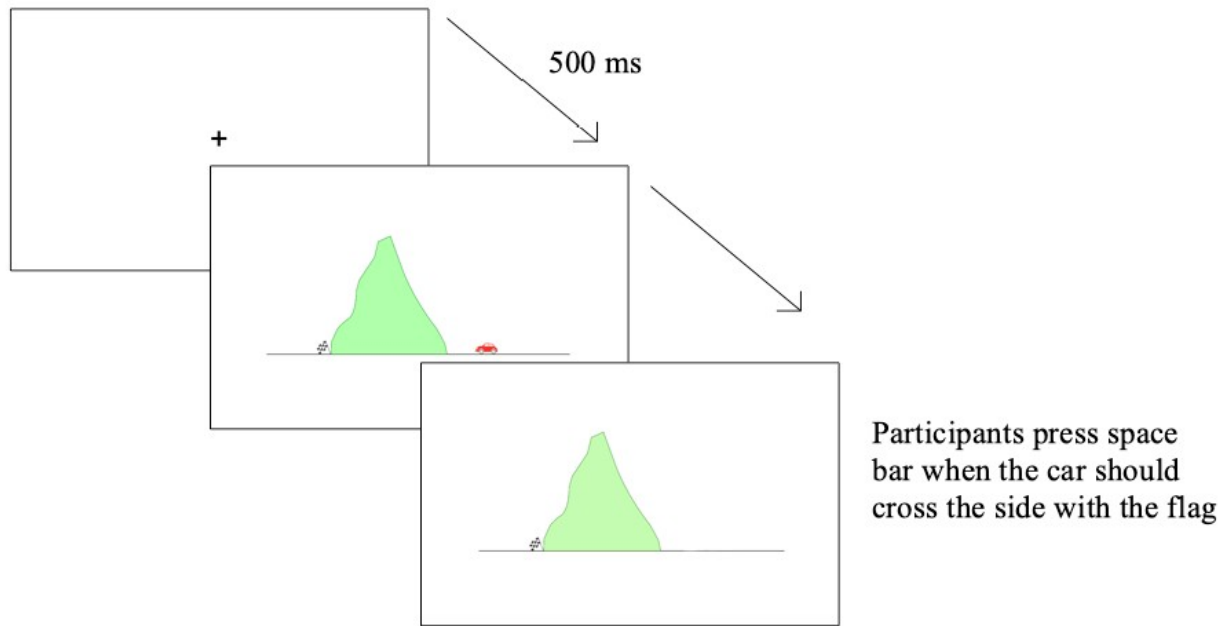 500 ms
+
Participants press space
bar when the car should
cross the side with the flag